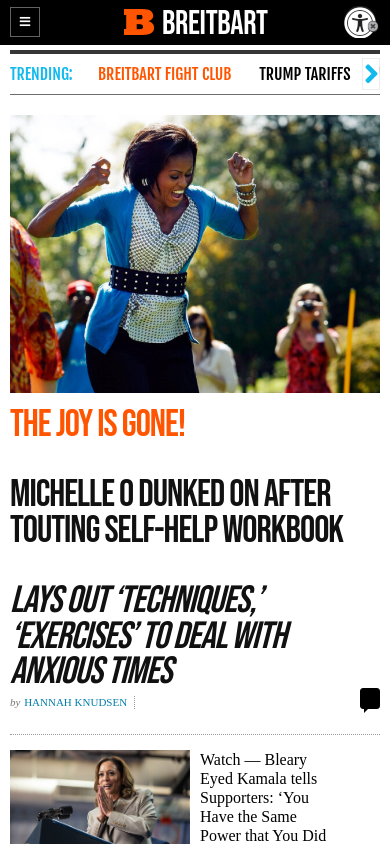 BREITBART
TRENDING:
BREITBART FIGHT CLUB
TRUMP TARIFFS
THE JOY IS GONE!
MICHELLE O DUNKED ON AFTER
TOUTING SELF-HELP WORKBOOK
LAYS OUT ‘TECHNIQUES,’
‘EXERCISES’ TO DEAL WITH
ANXIOUS TIMES
by HANNAH KNUDSEN
Watch — Bleary
Eyed Kamala tells
Supporters: ‘You
Have the Same
Power that You Did